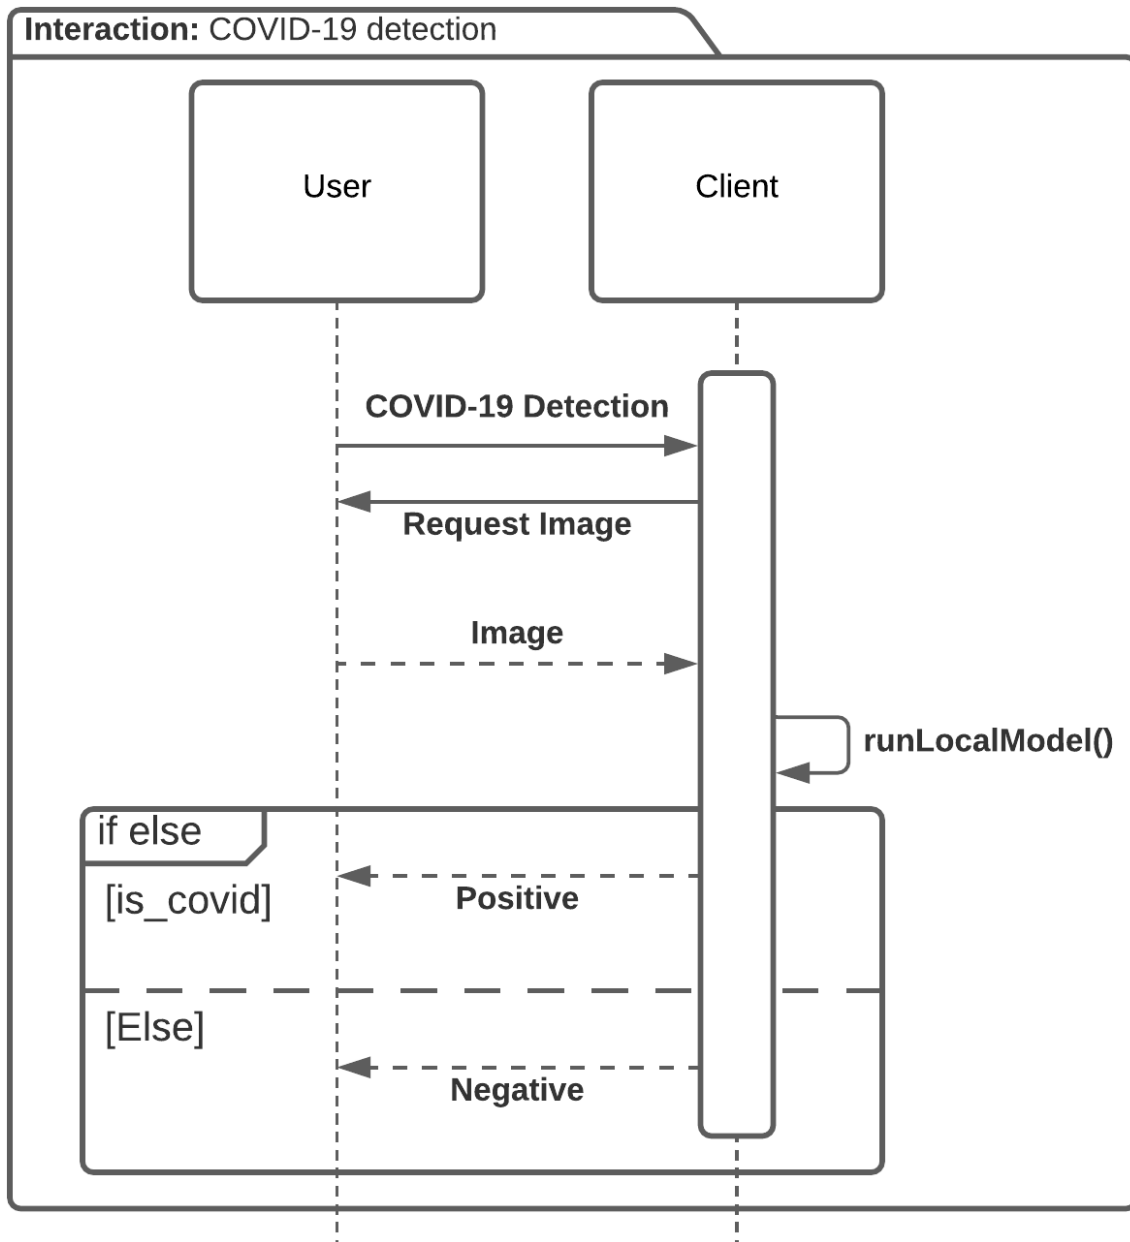 Interaction: COVID-19 detection
User
Client
COVID-19 Detection
Request Image
Image
runLocalModel()
if else
[is_covid]
Positive
[Else]
Negative